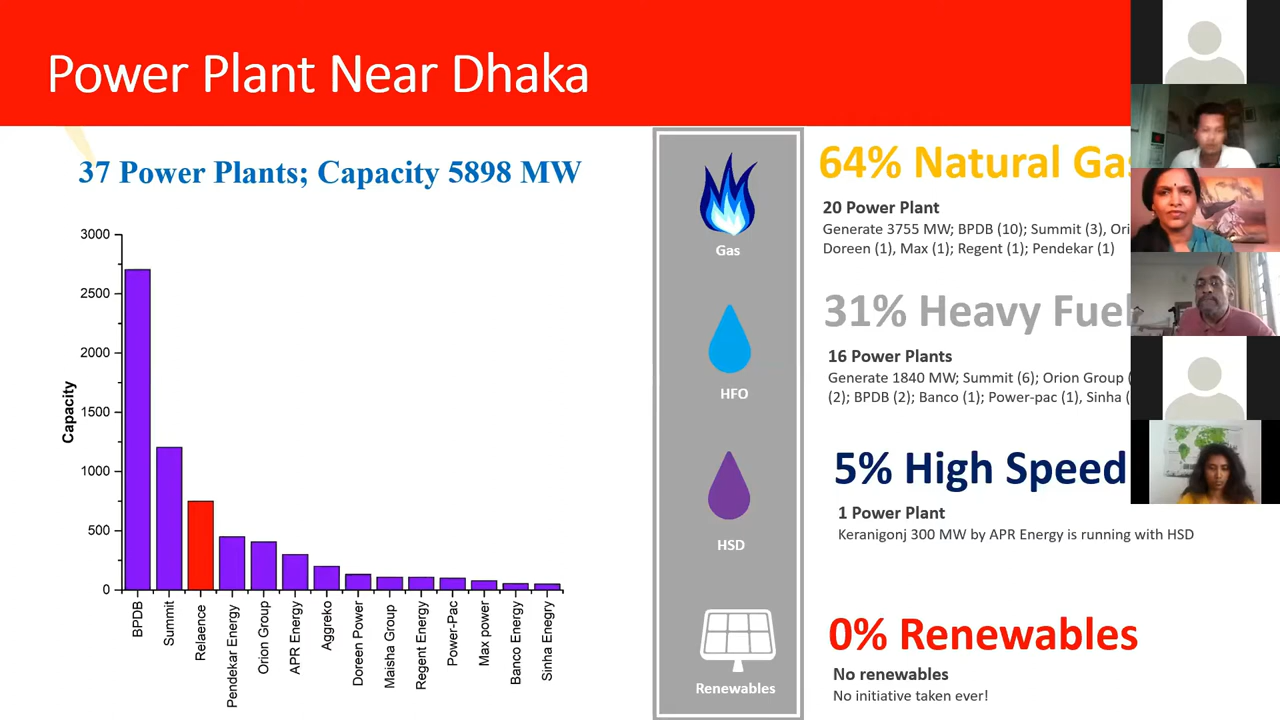 Power Plant Near Dhaka
37 Power Plants; Capacity 5898 MW
3000
2500
2000
1500
1000
500
0
Capacity
BPDB
Summit
Relaence
Pendekar Energy
Orion Group
APR Energy
Aggreko
Doreen Power
Maisha Group
Regent Energy
Power-Pac
Max power
Banco Energy
Sinha Enegry
Gas
HFO
HSD
Renewables
64% Natural Gas
20 Power Plant
Generate 3755 MW; BPDB (10); Summit (3), Ori
Doreen (1), Max (1); Regent (1); Pendekar (1)
31% Heavy Fuel
16 Power Plants
Generate 1840 MW; Summit (6); Orion Group (
(2); BPDB (2); Banco (1); Power-pac (1), Sinha (
5% High Speed
1 Power Plant
Keranigonj 300 MW by APR Energy is running with HSD
0% Renewables
No renewables
No initiative taken ever!